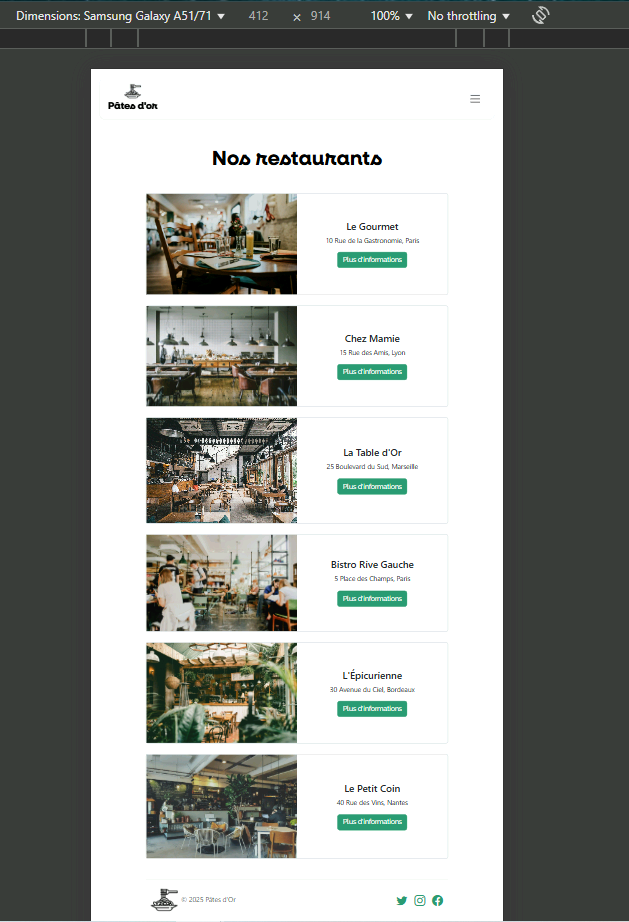 Dimensions: Samsung Galaxy A51/71 412 × 914 100% No throttling
Pâtes d'or
Nos restaurants
Le Gourmet
10 Rue de la Gastronomie, Paris
Plus d'informations
Chez Mamie
15 Rue des Amis, Lyon
Plus d'informations
La Table d'Or
25 Boulevard du Sud, Marseille
Plus d'informations
Bistro Rive Gauche
5 Place des Champs, Paris
Plus d'informations
L'Épicurienne
30 Avenue du Ciel, Bordeaux
Plus d'informations
Le Petit Coin
40 Rue des Vins, Nantes
Plus d'informations
© 2025 Pâtes d'Or